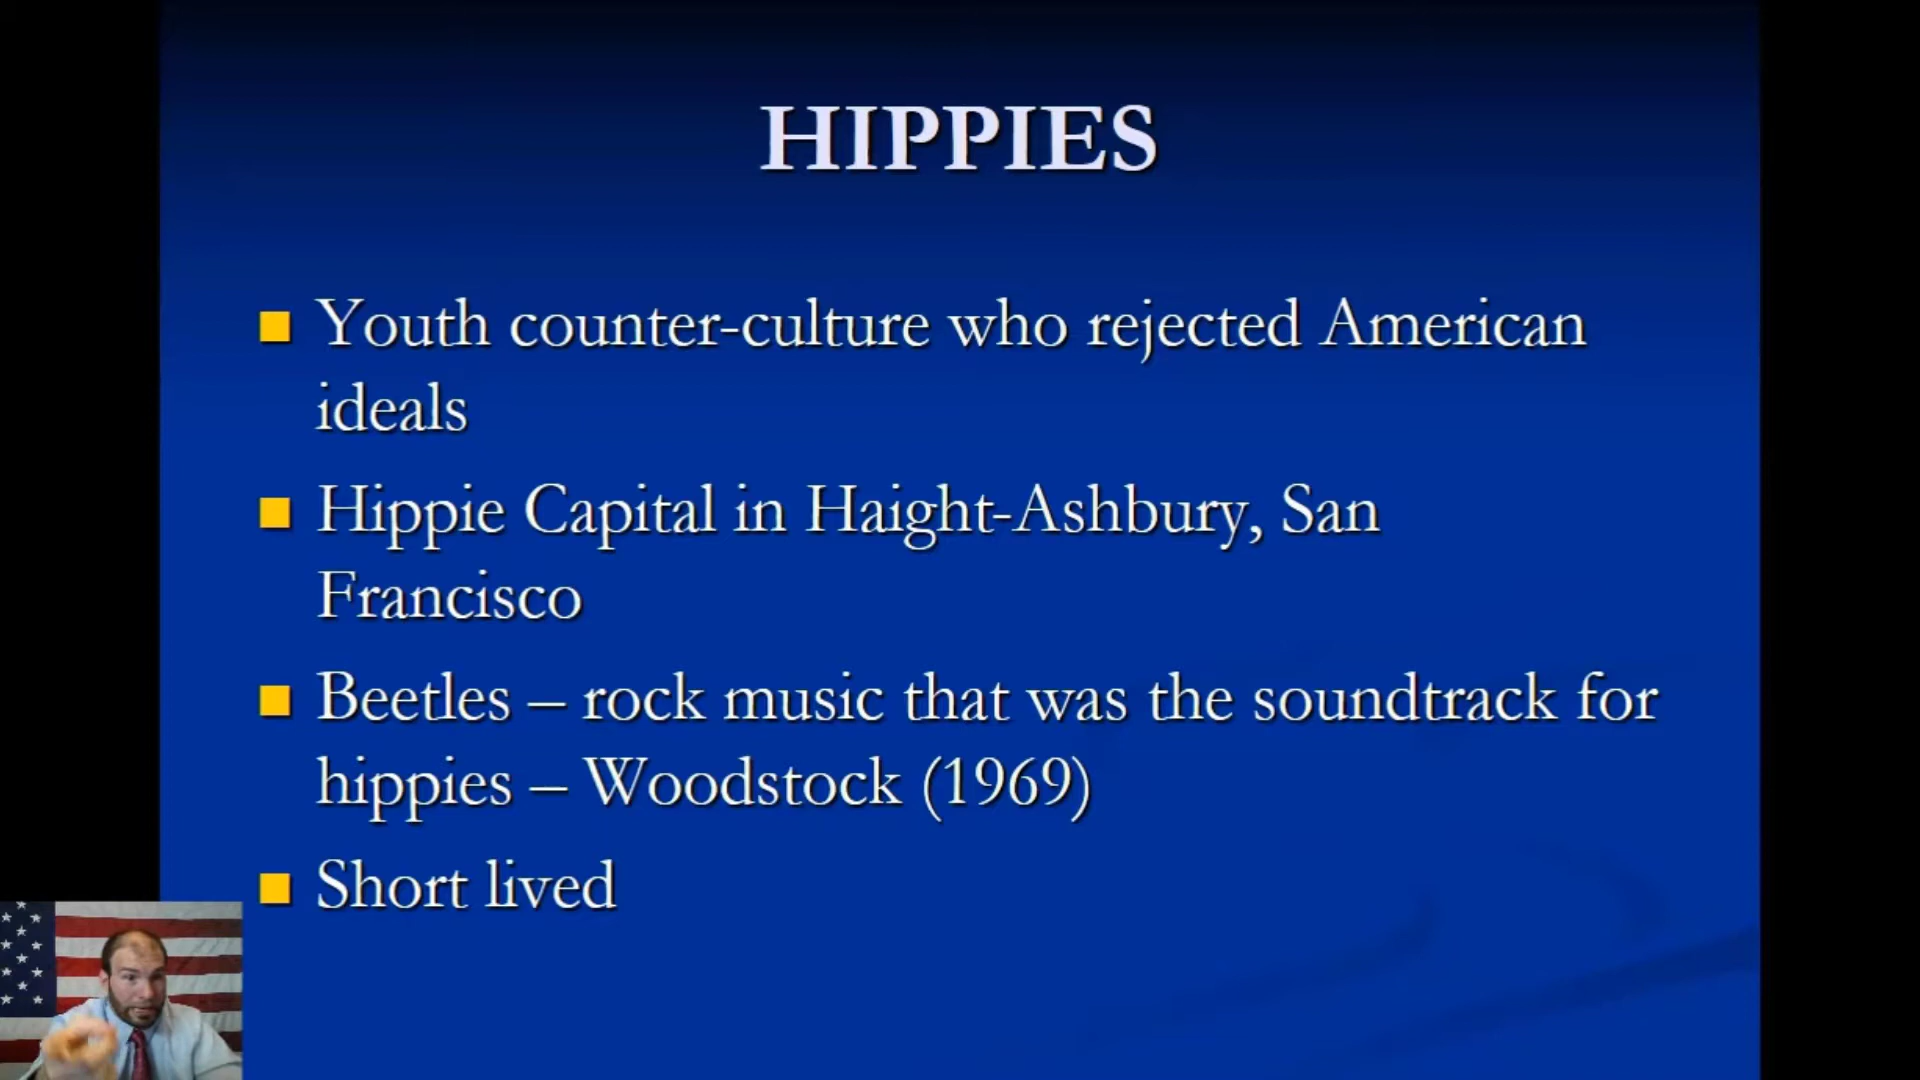 HIPPIES
Youth counter-culture who rejected American
ideals
Hippie Capital in Haight-Ashbury, San
Francisco
Beetles – rock music that was the soundtrack for
hippies – Woodstock (1969)
Short lived